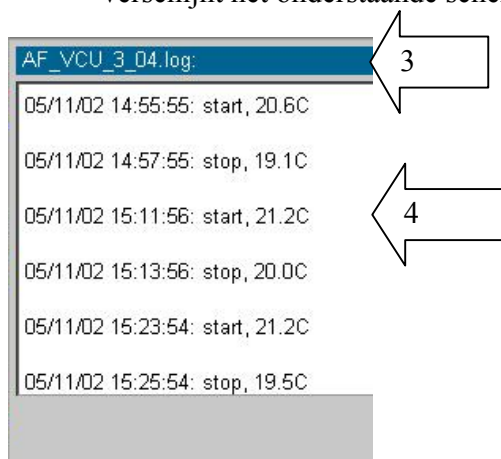 het onderstaande
AF_VCU_3_04.log:
3
05/11/02 14:55:55: start, 20.6C
05/11/02 14:57:55: stop, 19.1C
05/11/02 15:11:56: start, 21.2C
4
05/11/02 15:13:56: stop, 20.0C
05/11/02 15:23:54: start, 21.2C
05/11/02 15:25:54: stop, 19.5C